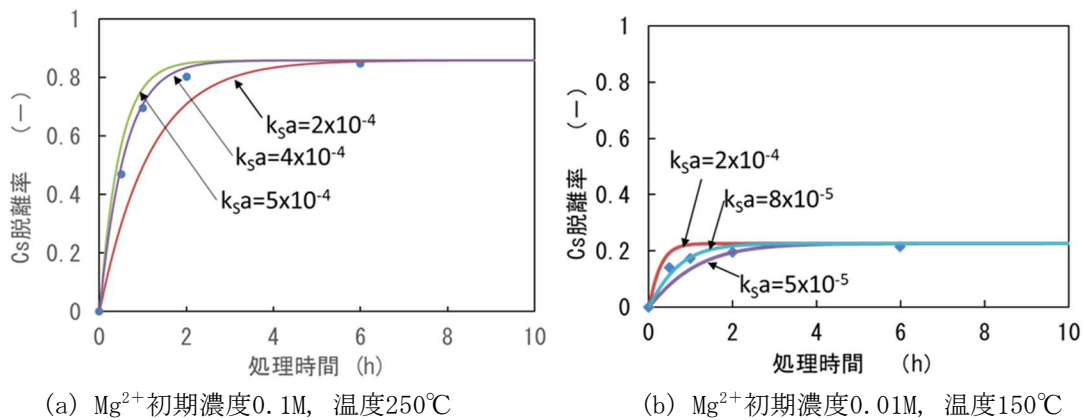 1
0.8
0.6
0.4
0.2
0
Cs脱離率 (－)
kSa=2x10-4
kSa=4x10-4
kSa=5x10-4
0 2 4 6 8 10
処理時間 (h)
(a) Mg2+初期濃度0.1M, 温度250℃
1
0.8
0.6
0.4
0.2
0
Cs脱離率 (－)
kSa=2x10-4
kSa=8x10-5
kSa=5x10-5
0 2 4 6 8 10
処理時間 (h)
(b) Mg2+初期濃度0.01M, 温度150℃